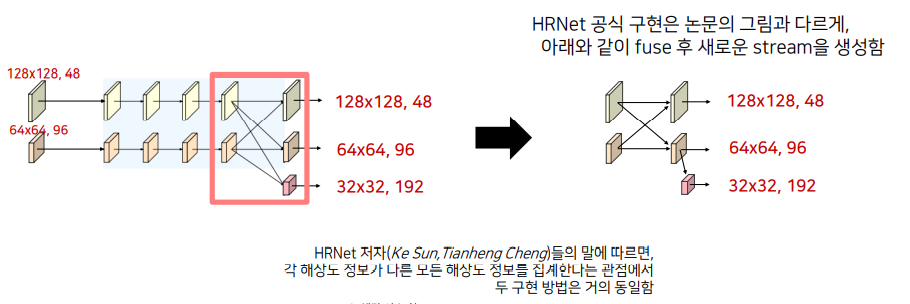 HRNet 공식 구현은 논문의 그림과 다르게,
아래와 같이 fuse 후 새로운 stream을 생성함
128x128, 48
64x64, 96
128x128, 48
64x64, 96
32x32, 192
128x128, 48
64x64, 96
32x32, 192
HRNet 저자(Ke Sun,Tianheng Cheng)들의 말에 따르면,
각 해상도 정보가 다른 모든 해상도 정보를 집계한다는 관점에서
두 구현 방법은 거의 동일함